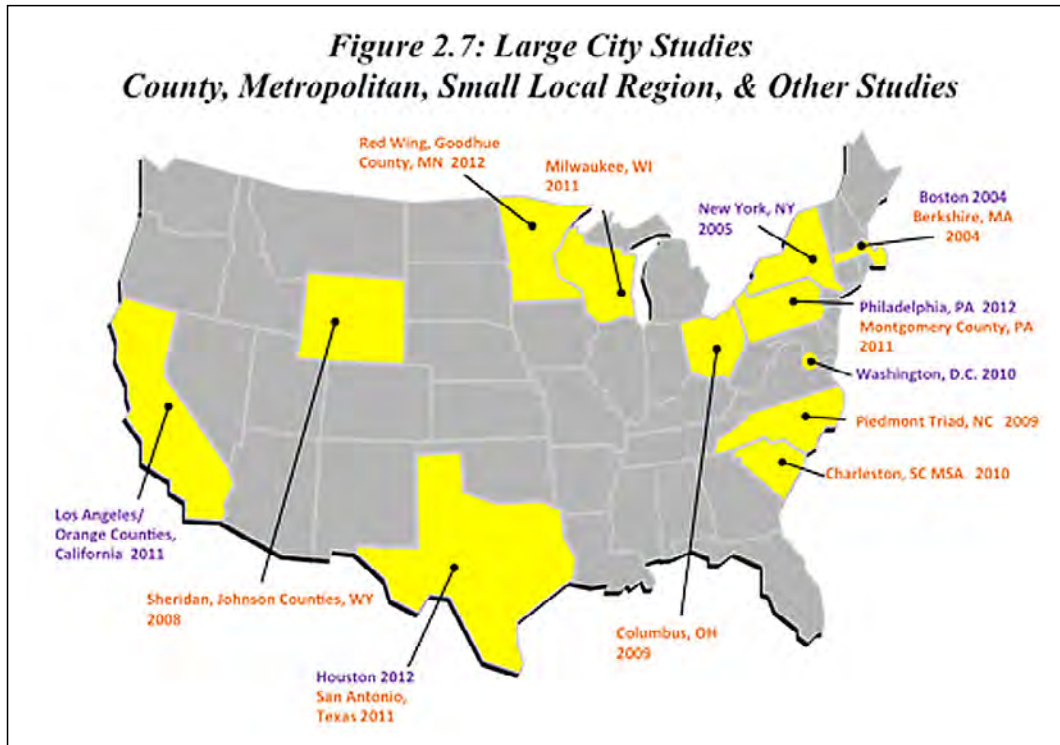 Figure 2.7: Large City Studies
County, Metropolitan, Small Local Region, & Other Studies
Red Wing, Goodhue
County, MN 2012
Milwaukee, WI
2011
New York, NY
2005
Boston 2004
Berkshire, MA
2004
Philadelphia, PA 2012
Montgomery County, PA
2011
Washington, D.C. 2010
Piedmont Triad, NC 2009
Charleston, SC MSA 2010
Los Angeles/
Orange Counties,
California 2011
Sheridan, Johnson Counties, WY
2008
Columbus, OH
2009
Houston 2012
San Antonio,
Texas 2011